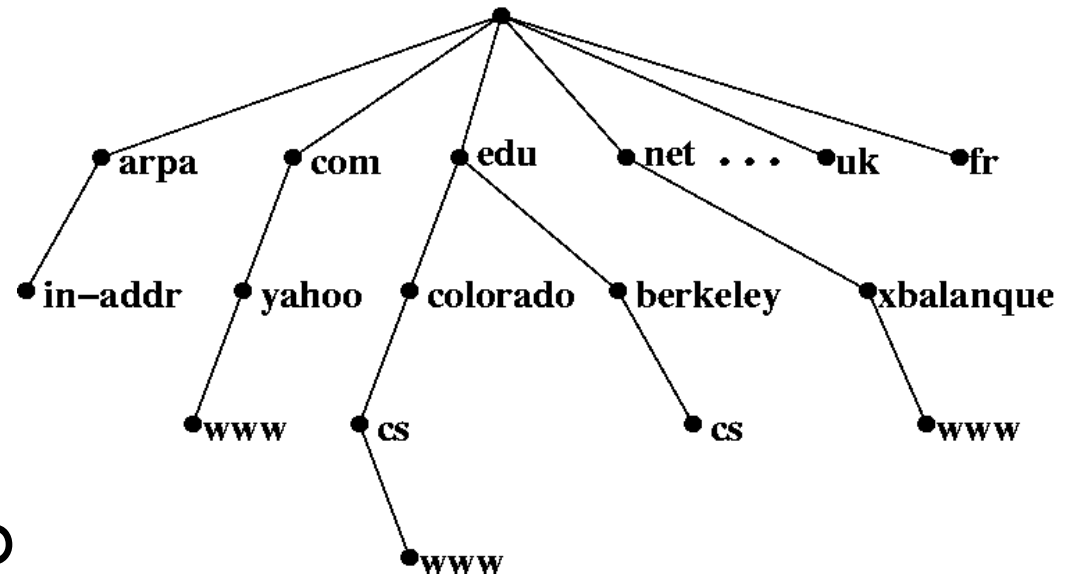 arpa com edu net . . . uk fr
in–addr yahoo colorado berkeley xbalanque
www cs cs www
www